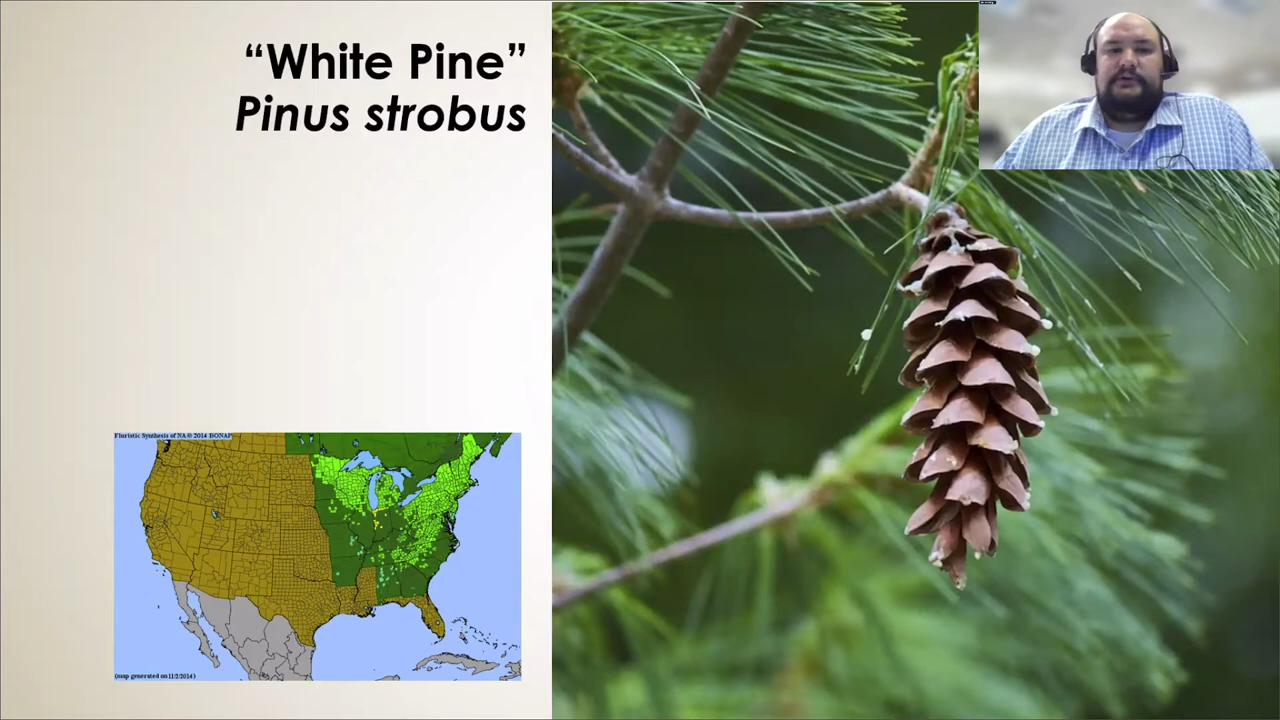 “White Pine”
Pinus strobus
Floristic Synthesis of NA © 2014 BONAP
(map generated on 11/2/2014)